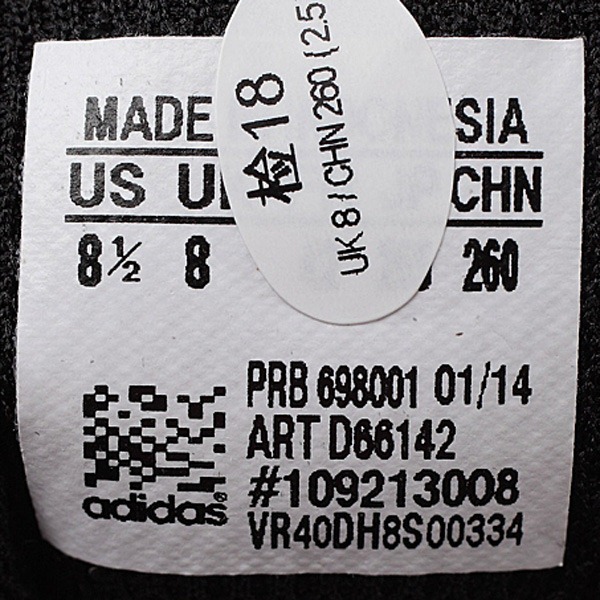 MADE SIA
US CHN
8½ 8 260
检18
UK 8 / CHN 260 (2.5
PRB 698001 01/14
ART D66142
#109213008
VR40DH8S00334
adidas®